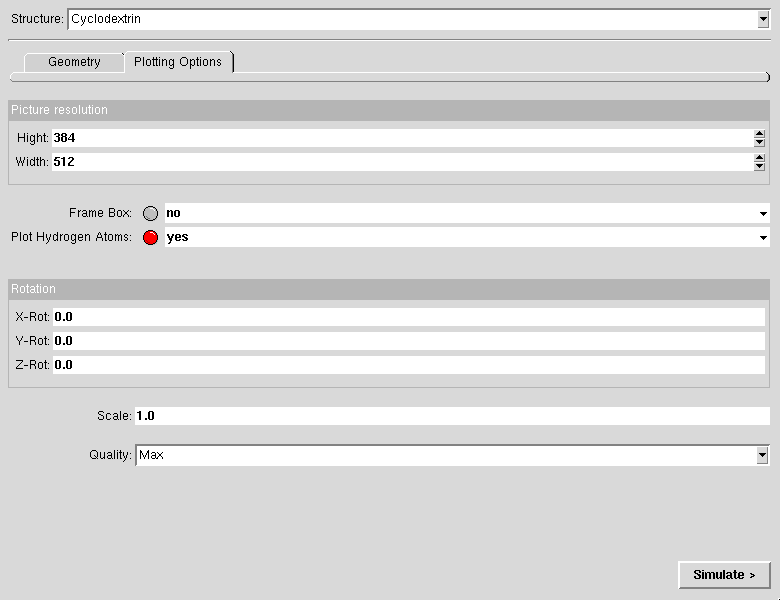 Structure: Cyclodextrin
Geometry Plotting Options
Picture resolution
Hight: 384
Width: 512
Frame Box: no
Plot Hydrogen Atoms: yes
Rotation
X-Rot: 0.0
Y-Rot: 0.0
Z-Rot: 0.0
Scale: 1.0
Quality: Max
Simulate >